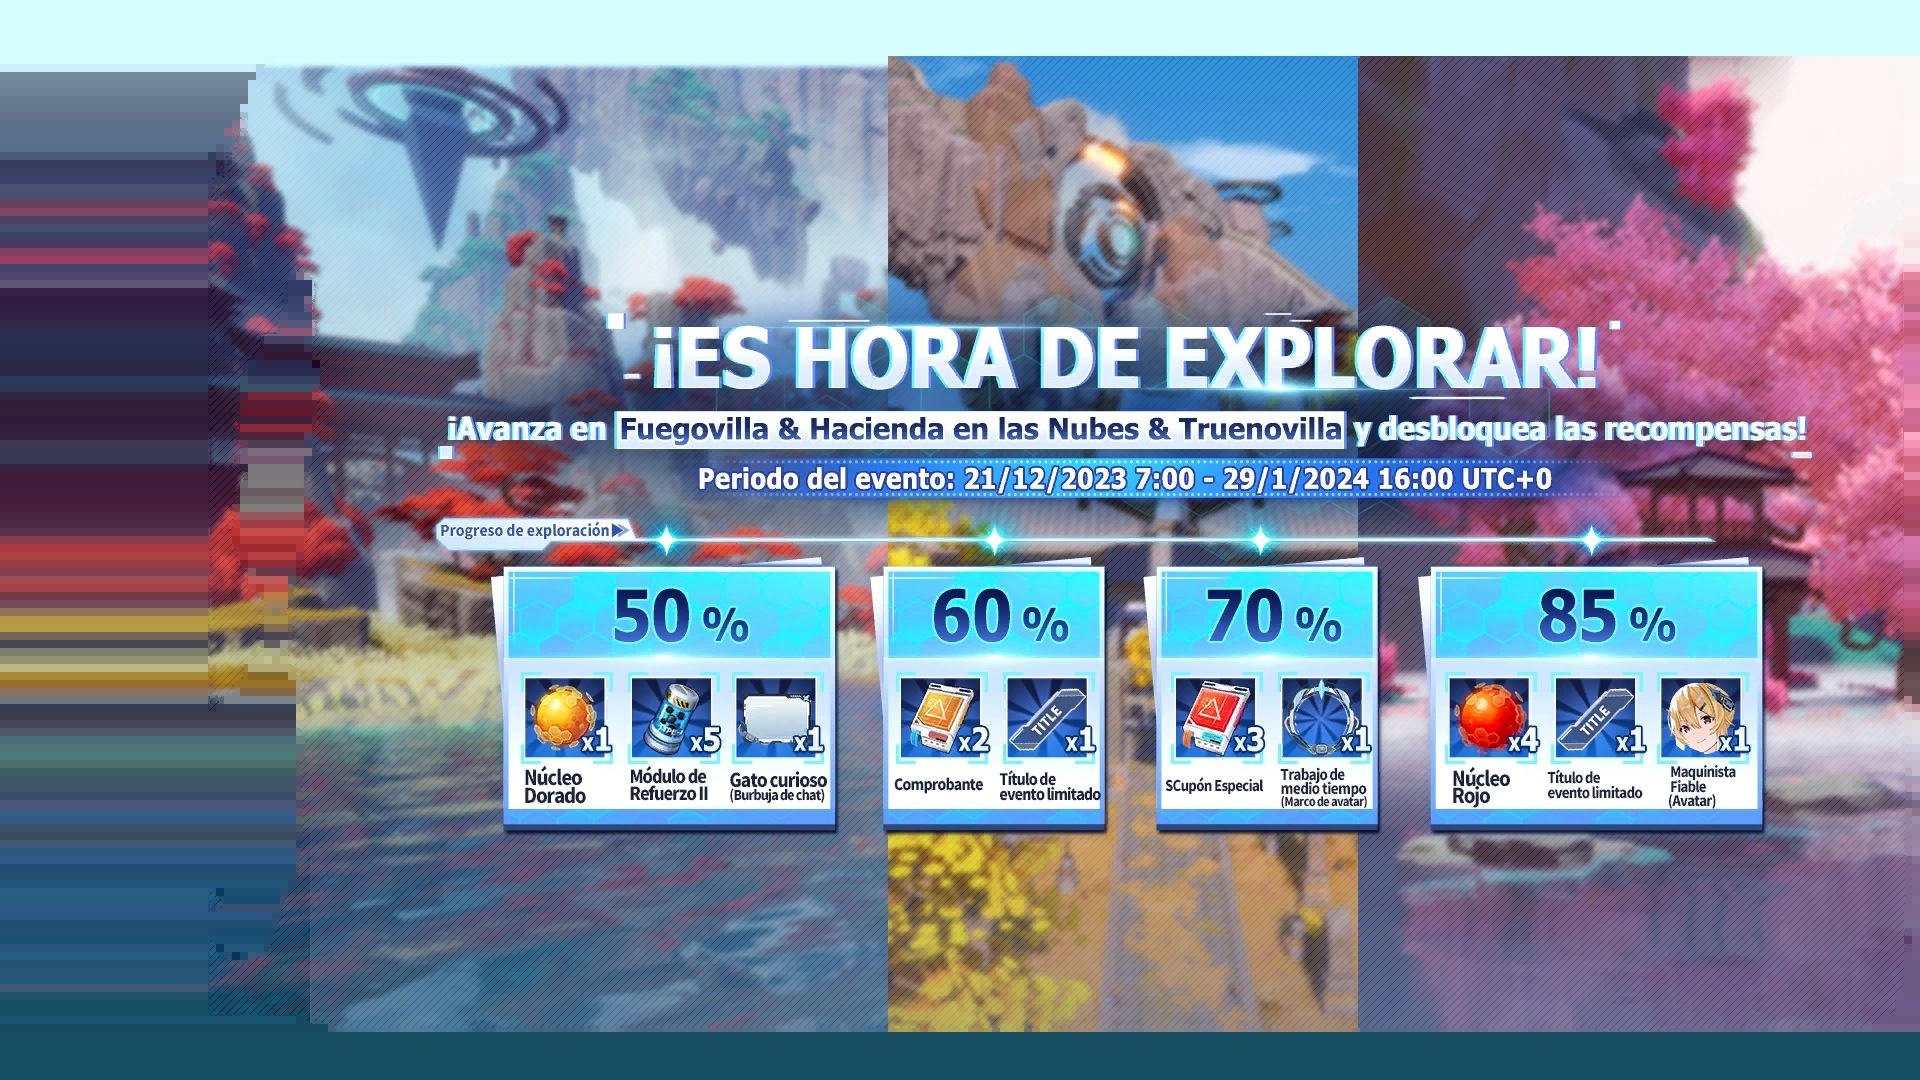 ¡ES HORA DE EXPLORAR!
¡Avanza en Fuegovilla & Hacienda en las Nubes & Truenovilla y desbloquea las recompensas!
Periodo del evento: 21/12/2023 7:00 - 29/1/2024 16:00 UTC+0
Progreso de exploración
50 %
x1
x5
x1
Núcleo
Dorado
Módulo de
Refuerzo II
Gato curioso
(Burbuja de chat)
60 %
x2
TITLE
x1
Comprobante
Título de
evento limitado
70 %
x3
x1
SCupón Especial
Trabajo de
medio tiempo
(Marco de avatar)
85 %
x4
TITLE
x1
x1
Núcleo
Rojo
Título de
evento limitado
Maquinista
Fiable
(Avatar)